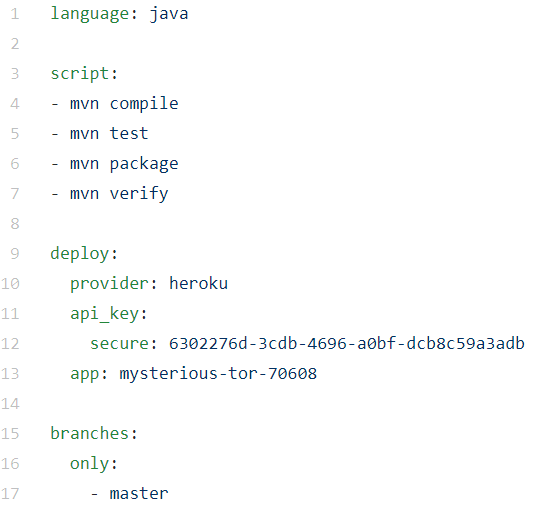 1 language: java
2
3 script:
4 - mvn compile
5 - mvn test
6 - mvn package
7 - mvn verify
8
9 deploy:
10   provider: heroku
11   api_key:
12     secure: 6302276d-3cdb-4696-a0bf-dcb8c59a3adb
13   app: mysterious-tor-70608
14
15 branches:
16   only:
17     - master